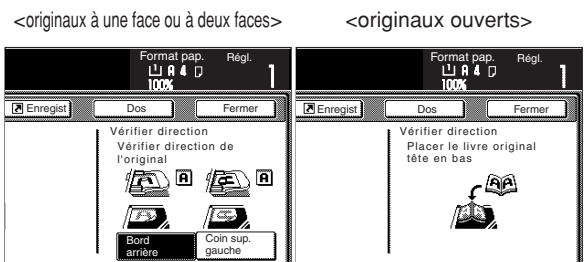 <originaux à une face ou à deux faces>
<originaux ouverts>
Format pap. Régl.
A4
100%
1
Enregist Dos Fermer
Vérifier direction
Vérifier direction de
l'original
A A
Bord
arrière
Coin sup.
gauche
Format pap. Régl.
A4
100%
1
Enregist Dos Fermer
Vérifier direction
Placer le livre original
tête en bas
AA